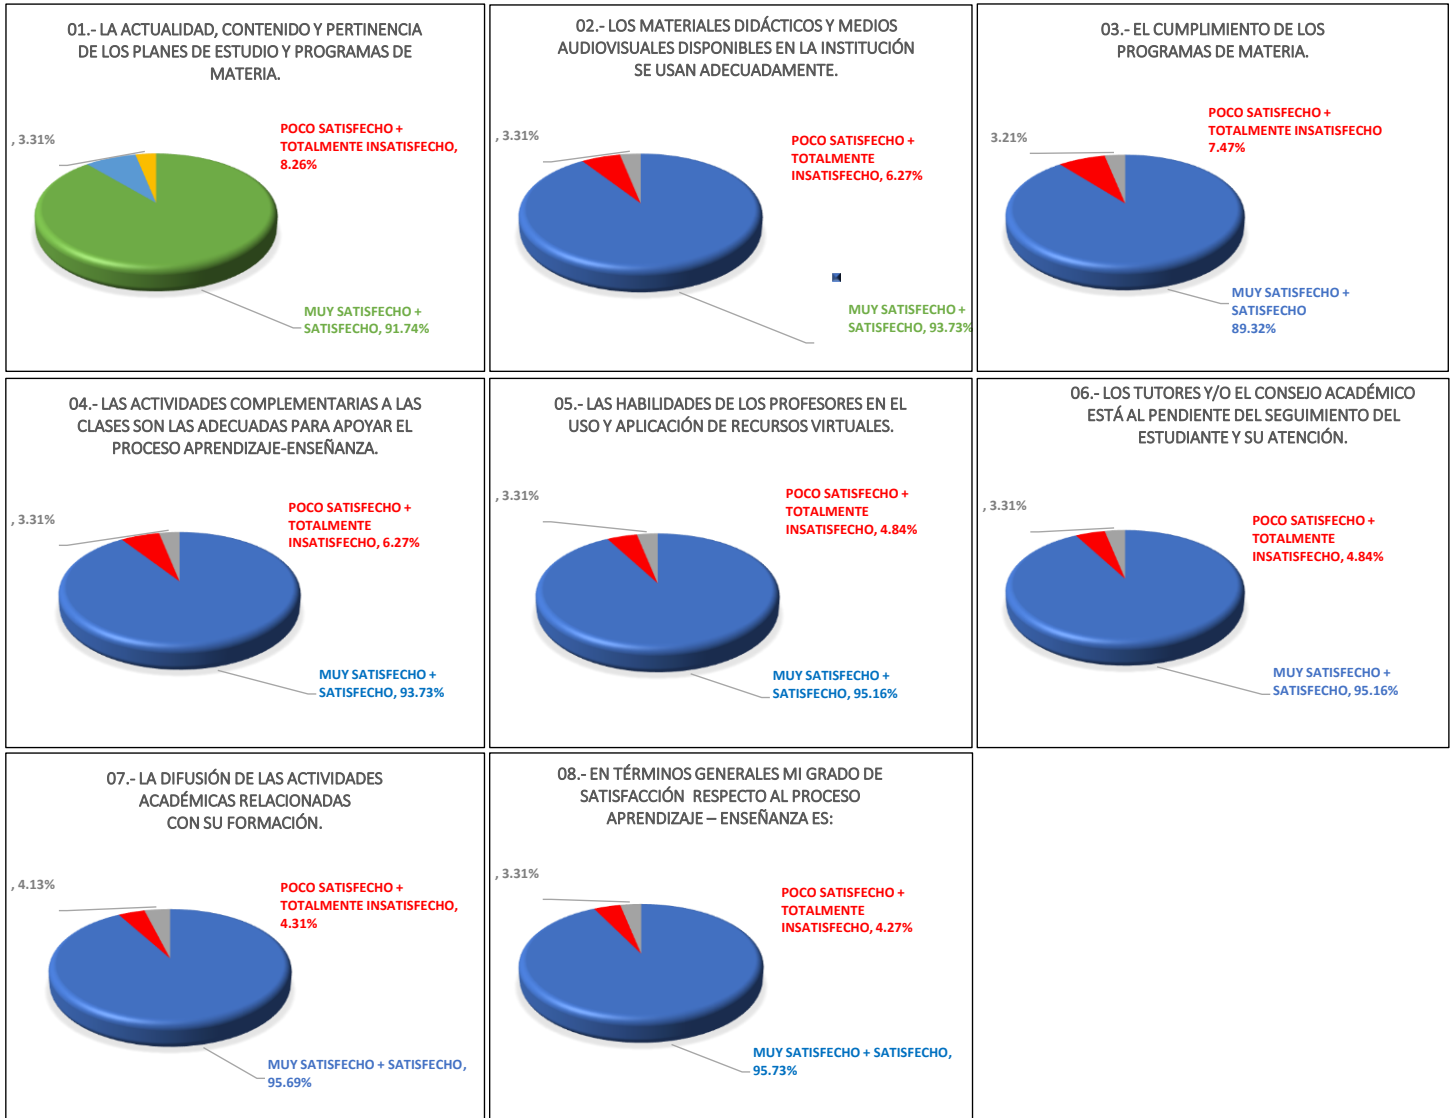 01.- LA ACTUALIDAD, CONTENIDO Y PERTINENCIA
DE LOS PLANES DE ESTUDIO Y PROGRAMAS DE
MATERIA.
, 3.31%
POCO SATISFECHO +
TOTALMENTE INSATISFECHO,
8.26%
MUY SATISFECHO +
SATISFECHO, 91.74%
02.- LOS MATERIALES DIDÁCTICOS Y MEDIOS
AUDIOVISUALES DISPONIBLES EN LA INSTITUCIÓN
SE USAN ADECUADAMENTE.
, 3.31%
POCO SATISFECHO +
TOTALMENTE
INSATISFECHO, 6.27%
MUY SATISFECHO +
SATISFECHO, 93.73%
03.- EL CUMPLIMIENTO DE LOS
PROGRAMAS DE MATERIA.
3.21%
POCO SATISFECHO +
TOTALMENTE INSATISFECHO
7.47%
MUY SATISFECHO +
SATISFECHO
89.32%
04.- LAS ACTIVIDADES COMPLEMENTARIAS A LAS
CLASES SON LAS ADECUADAS PARA APOYAR EL
PROCESO APRENDIZAJE-ENSEÑANZA.
, 3.31%
POCO SATISFECHO +
TOTALMENTE
INSATISFECHO, 6.27%
MUY SATISFECHO +
SATISFECHO, 93.73%
05.- LAS HABILIDADES DE LOS PROFESORES EN EL
USO Y APLICACIÓN DE RECURSOS VIRTUALES.
, 3.31%
POCO SATISFECHO +
TOTALMENTE
INSATISFECHO, 4.84%
MUY SATISFECHO +
SATISFECHO, 95.16%
06.- LOS TUTORES Y/O EL CONSEJO ACADÉMICO
ESTÁ AL PENDIENTE DEL SEGUIMIENTO DEL
ESTUDIANTE Y SU ATENCIÓN.
, 3.31%
POCO SATISFECHO +
TOTALMENTE
INSATISFECHO, 4.84%
MUY SATISFECHO +
SATISFECHO, 95.16%
07.- LA DIFUSIÓN DE LAS ACTIVIDADES
ACADÉMICAS RELACIONADAS
CON SU FORMACIÓN.
, 4.13%
POCO SATISFECHO +
TOTALMENTE INSATISFECHO,
4.31%
MUY SATISFECHO + SATISFECHO,
95.69%
08.- EN TÉRMINOS GENERALES MI GRADO DE
SATISFACCIÓN RESPECTO AL PROCESO
APRENDIZAJE – ENSEÑANZA ES:
, 3.31%
POCO SATISFECHO +
TOTALMENTE
INSATISFECHO, 4.27%
MUY SATISFECHO + SATISFECHO,
95.73%